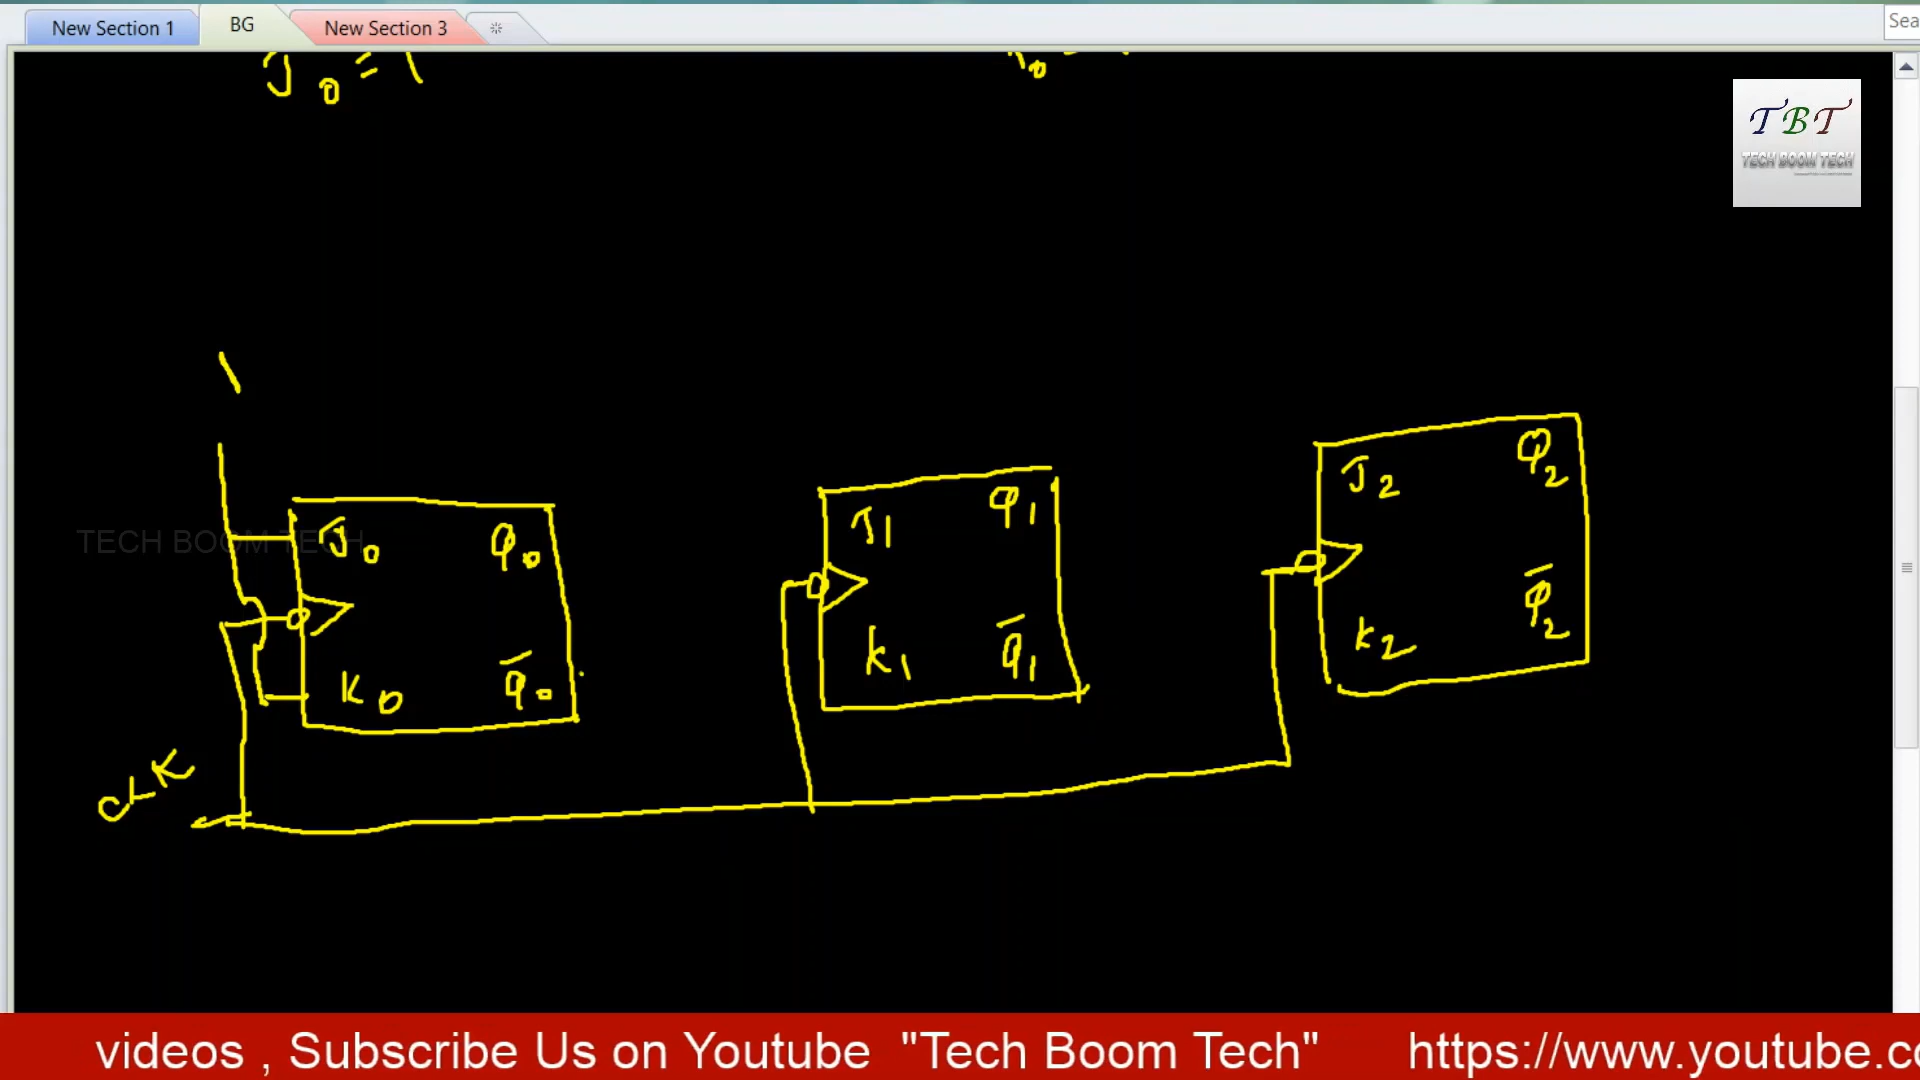 New Section 1
BG
New Section 3
Sea
J0 = 1
TBT
TECH BOOM TECH
1
J0
Q0
K0
Q̅0
J1
Q1
K1
Q̅1
J2
Q2
K2
Q̅2
TECH BOOM TECH
CLK
videos , Subscribe Us on Youtube "Tech Boom Tech" https://www.youtube.co